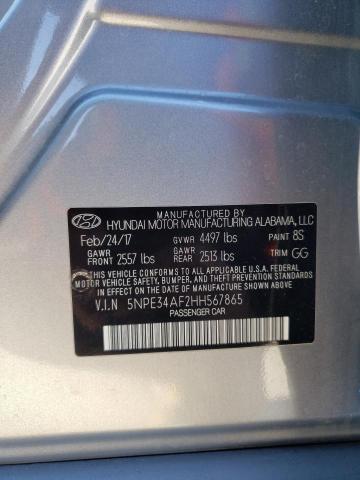 MANUFACTURED BY
HYUNDAI MOTOR MANUFACTURING ALABAMA, LLC
Feb/24/17 GVWR 4497 lbs PAINT 8S
GAWR FRONT 2557 lbs GAWR REAR 2513 lbs TRIM GG
THIS VEHICLE CONFORMS TO ALL APPLICABLE U.S.A. FEDERAL
MOTOR VEHICLE SAFETY, BUMPER, AND THEFT PREVENTION
STANDARDS IN EFFECT ON THE DATE OF MANUFACTURE SHOWN ABOVE.
V.I.N 5NPE34AF2HH567865
PASSENGER CAR